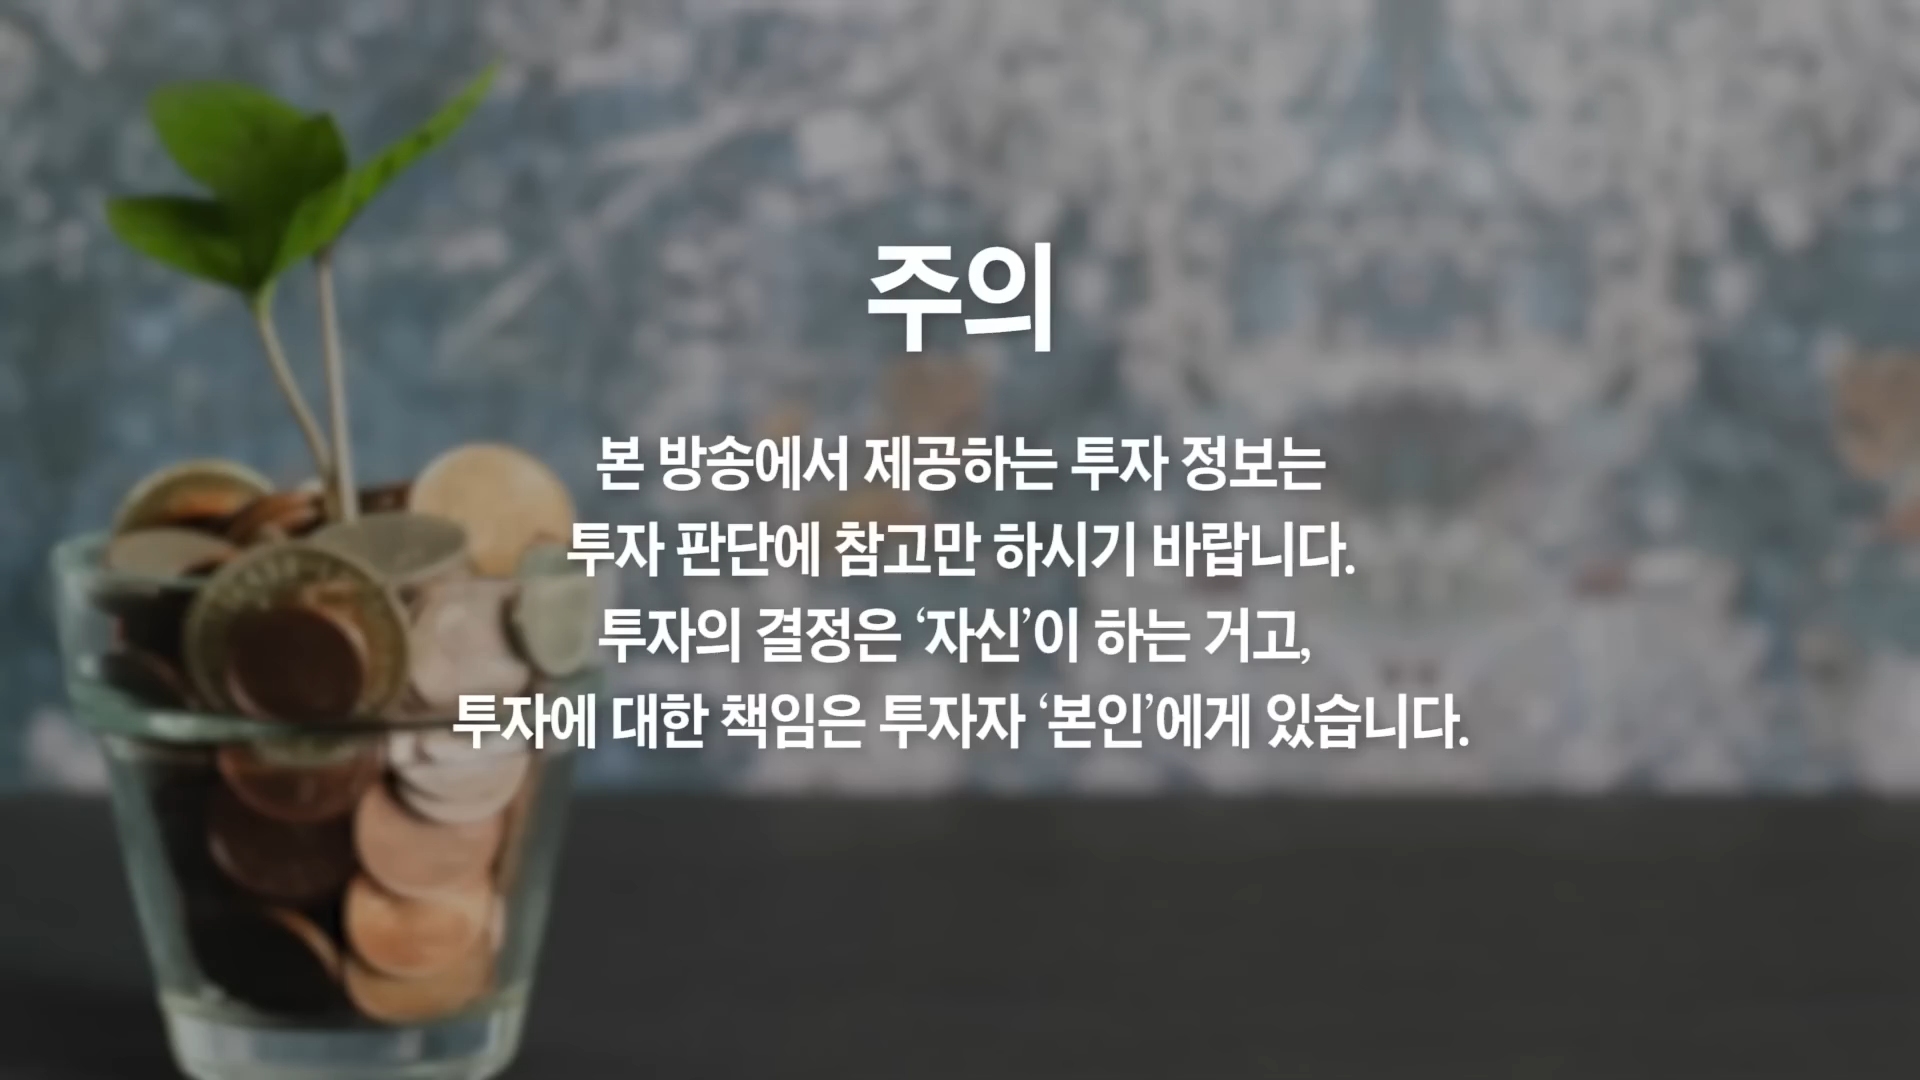 주의
본 방송에서 제공하는 투자 정보는
투자 판단에 참고만 하시기 바랍니다.
투자의 결정은 ‘자신’이 하는 거고,
투자에 대한 책임은 투자자 ‘본인’에게 있습니다.